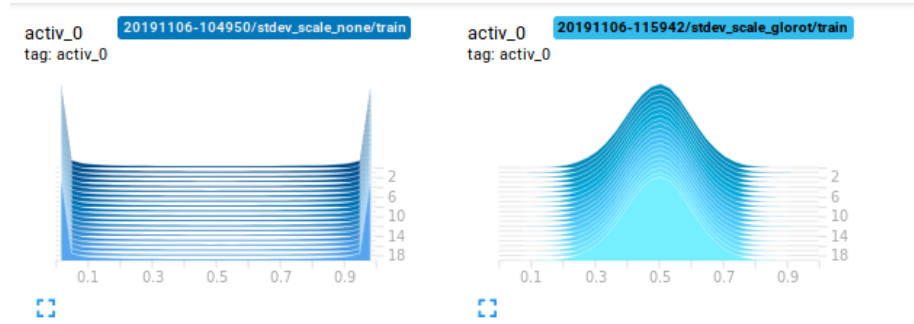 activ_0
20191106-104950/stdev_scale_none/train
tag: activ_0
2
6
10
14
18
0.1 0.3 0.5 0.7 0.9
activ_0
20191106-115942/stdev_scale_glorot/train
tag: activ_0
2
6
10
14
18
0.1 0.3 0.5 0.7 0.9